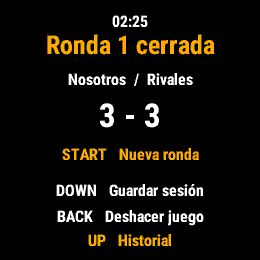 02:25
Ronda 1 cerrada
Nosotros / Rivales
3 - 3
START Nueva ronda
DOWN Guardar sesión
BACK Deshacer juego
UP Historial